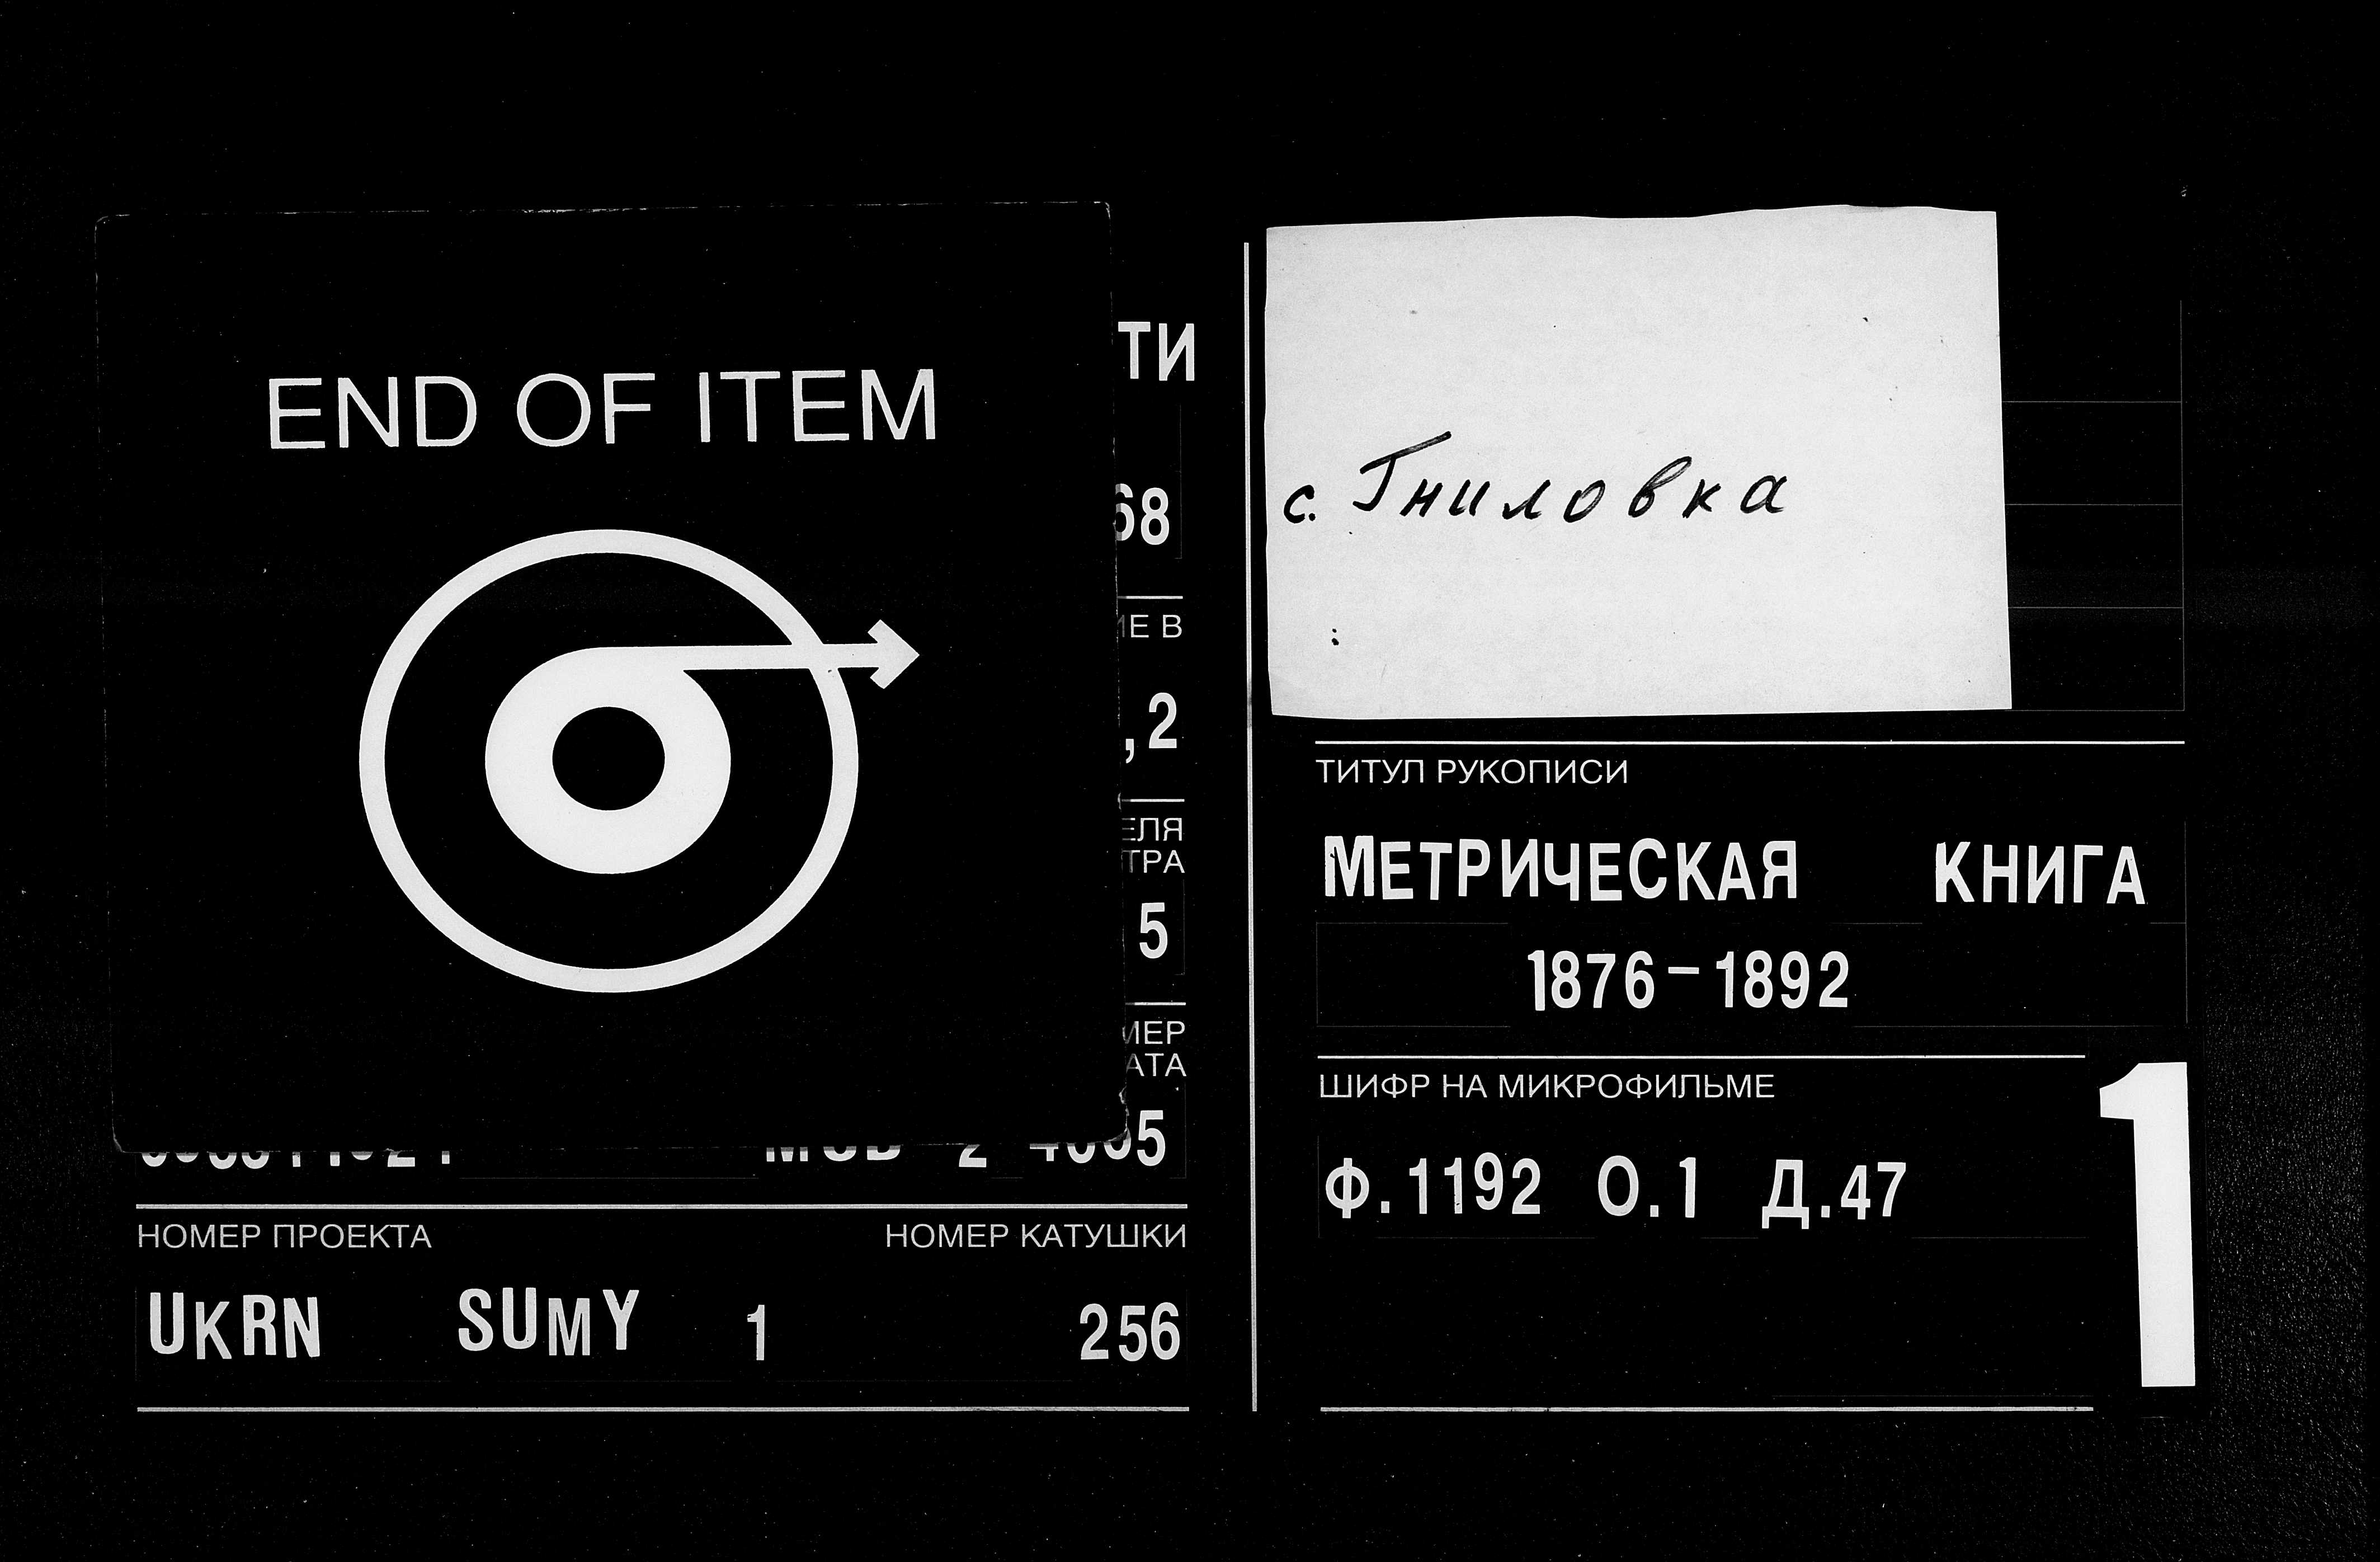 END OF ITEM
ТИ
68
ИЕ В
,2
ЕЛЯ
ТРА
5
МЕР
АТА
5
НОМЕР ПРОЕКТА НОМЕР КАТУШКИ
UKRN SUMY 1 256
с. Гниловка
ТИТУЛ РУКОПИСИ
МЕТРИЧЕСКАЯ КНИГА
1876-1892
ШИФР НА МИКРОФИЛЬМЕ
Ф.1192 О.1 Д.47
1